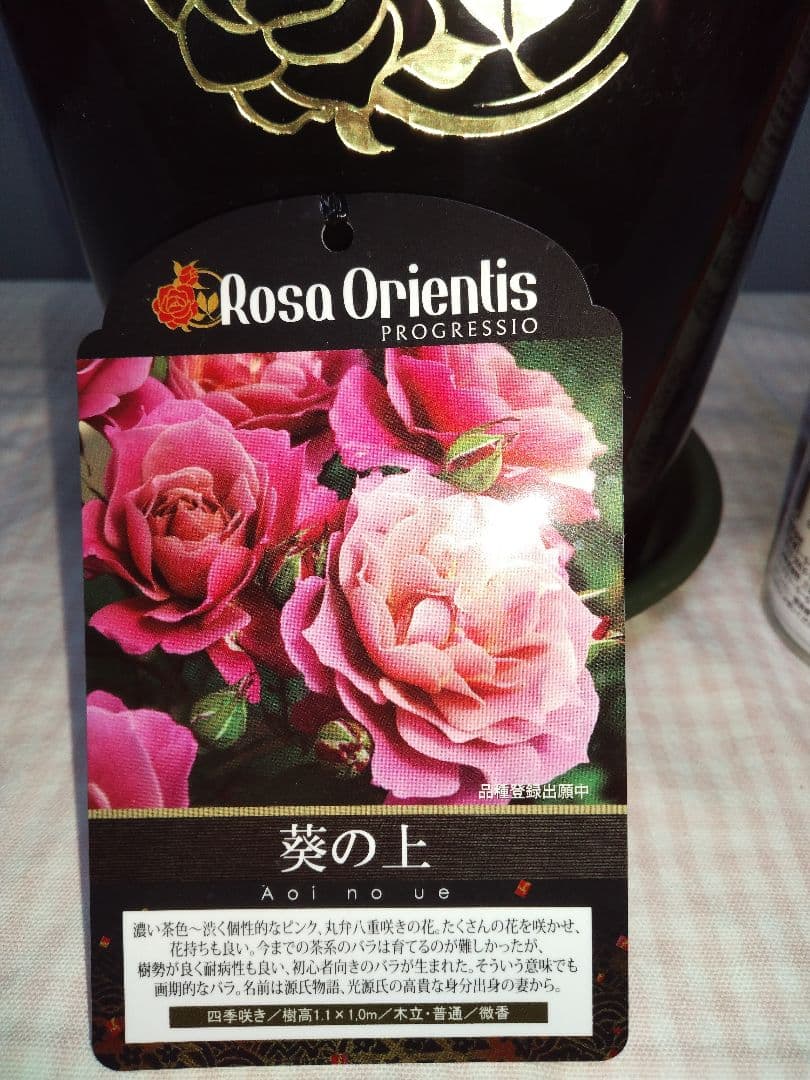 Rosa Orientis
PROGRESSIO
品種登録出願中
葵の上
Aoi no ue
濃い茶色〜渋く個性的なピンク、丸弁八重咲きの花。たくさんの花を咲かせ、
花持ちも良い。今までの茶系のバラは育てるのが難しかったが、
樹勢が良く耐病性も良い、初心者向きのバラが生まれた。そういう意味でも
画期的なバラ。名前は源氏物語、光源氏の高貴な身分出身の妻から。
四季咲き／樹高1.1×1.0m／木立・普通／微香